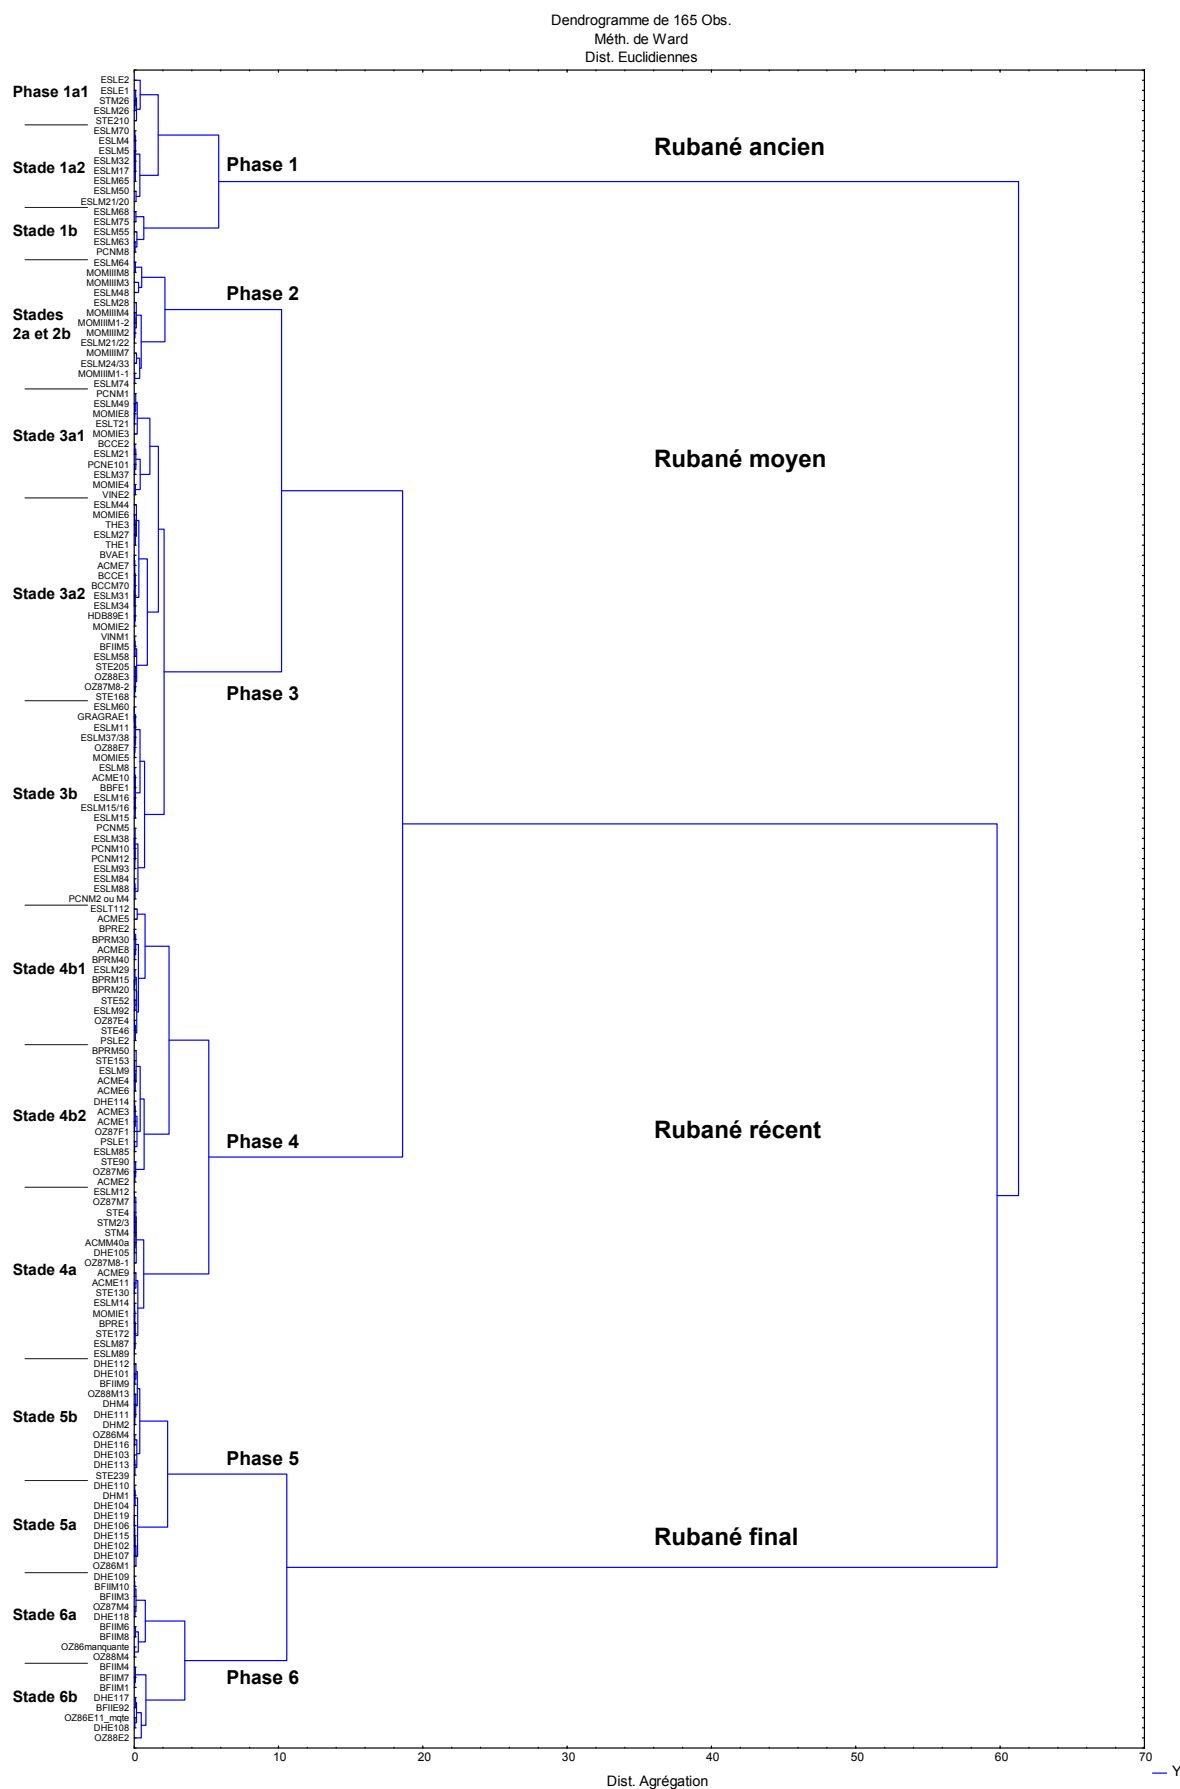 Dendrogramme de 165 Obs.
Méth. de Ward
Dist. Euclidiennes
Phase 1a1
Stade 1a2
Stade 1b
Stades
2a et 2b
Stade 3a1
Stade 3a2
Stade 3b
Stade 4b1
Stade 4b2
Stade 4a
Stade 5b
Stade 5a
Stade 6a
Stade 6b
ESLE2
ESLE1
STM26
ESLM26
STE210
ESLM70
ESLM4
ESLM5
ESLM32
ESLM17
ESLM65
ESLM50
ESLM21/20
ESLM68
ESLM75
ESLM55
ESLM63
PCNM8
ESLM64
MOMIIIM8
MOMIIIM3
ESLM48
ESLM28
MOMIIIM4
MOMIIIM1-2
MOMIIIM2
ESLM21/22
MOMIIIM7
ESLM24/33
MOMIIIM1-1
ESLM74
PCNM1
ESLM49
MOMIE8
ESLT21
MOMIE3
BCCE2
ESLM21
PCNE101
ESLM37
MOMIE4
VINE2
ESLM44
MOMIE6
THE3
ESLM27
THE1
BVAE1
ACME7
BCCE1
BCCM70
ESLM31
ESLM34
HDB89E1
MOMIE2
VINM1
BFIIM5
ESLM58
STE205
OZ88E3
OZ87M8-2
STE168
ESLM60
GRAGRAE1
ESLM11
ESLM37/38
OZ88E7
MOMIE5
ESLM8
ACME10
BBFE1
ESLM16
ESLM15/16
ESLM15
PCNM5
ESLM38
PCNM10
PCNM12
ESLM93
ESLM84
ESLM88
PCNM2 ou M4
ESLT112
ACME5
BPRE2
BPRM30
ACME8
BPRM40
ESLM29
BPRM15
BPRM20
STE52
ESLM92
OZ87E4
STE46
PSLE2
BPRM50
STE153
ESLM9
ACME4
ACME6
DHE114
ACME3
ACME1
OZ87F1
PSLE1
ESLM85
STE90
OZ87M6
ACME2
ESLM12
OZ87M7
STE4
STM2/3
STM4
ACMM40a
DHE105
OZ87M8-1
ACME9
ACME11
STE130
ESLM14
MOMIE1
BPRE1
STE172
ESLM87
ESLM89
DHE112
DHE101
BFIIM9
OZ88M13
DHM4
DHE111
DHM2
OZ86M4
DHE116
DHE103
DHE113
STE239
DHE110
DHM1
DHE104
DHE119
DHE106
DHE115
DHE102
DHE107
OZ86M1
DHE109
BFIIM10
BFIIM3
OZ87M4
DHE118
BFIIM6
BFIIM8
OZ86manquante
OZ88M4
BFIIM4
BFIIM7
BFIIM1
DHE117
BFIIE92
OZ86E11_mqte
DHE108
OZ88E2
Phase 1
Phase 2
Phase 3
Phase 4
Phase 5
Phase 6
Rubané ancien
Rubané moyen
Rubané récent
Rubané final
0 10 20 30 40 50 60 70
Dist. Agrégation
Y